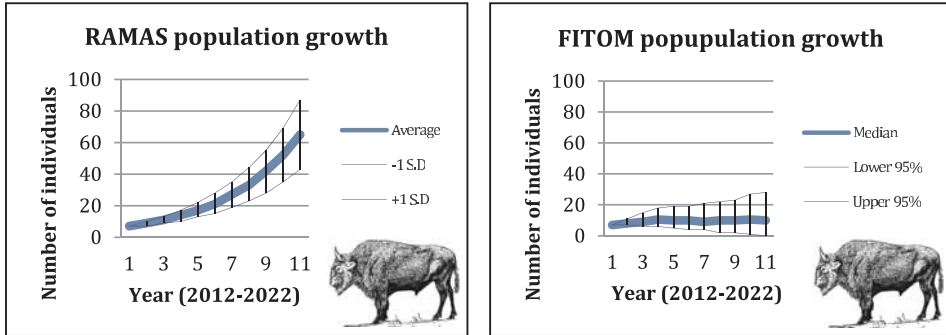 RAMAS population growth
Number of individuals
100
80
60
40
20
0
1 3 5 7 9 11
Year (2012-2022)
Average
-1 S.D
+1 S.D
FITOM popupulation growth
Number of individuals
100
80
60
40
20
0
1 3 5 7 9 11
Year (2012-2022)
Median
Lower 95%
Upper 95%